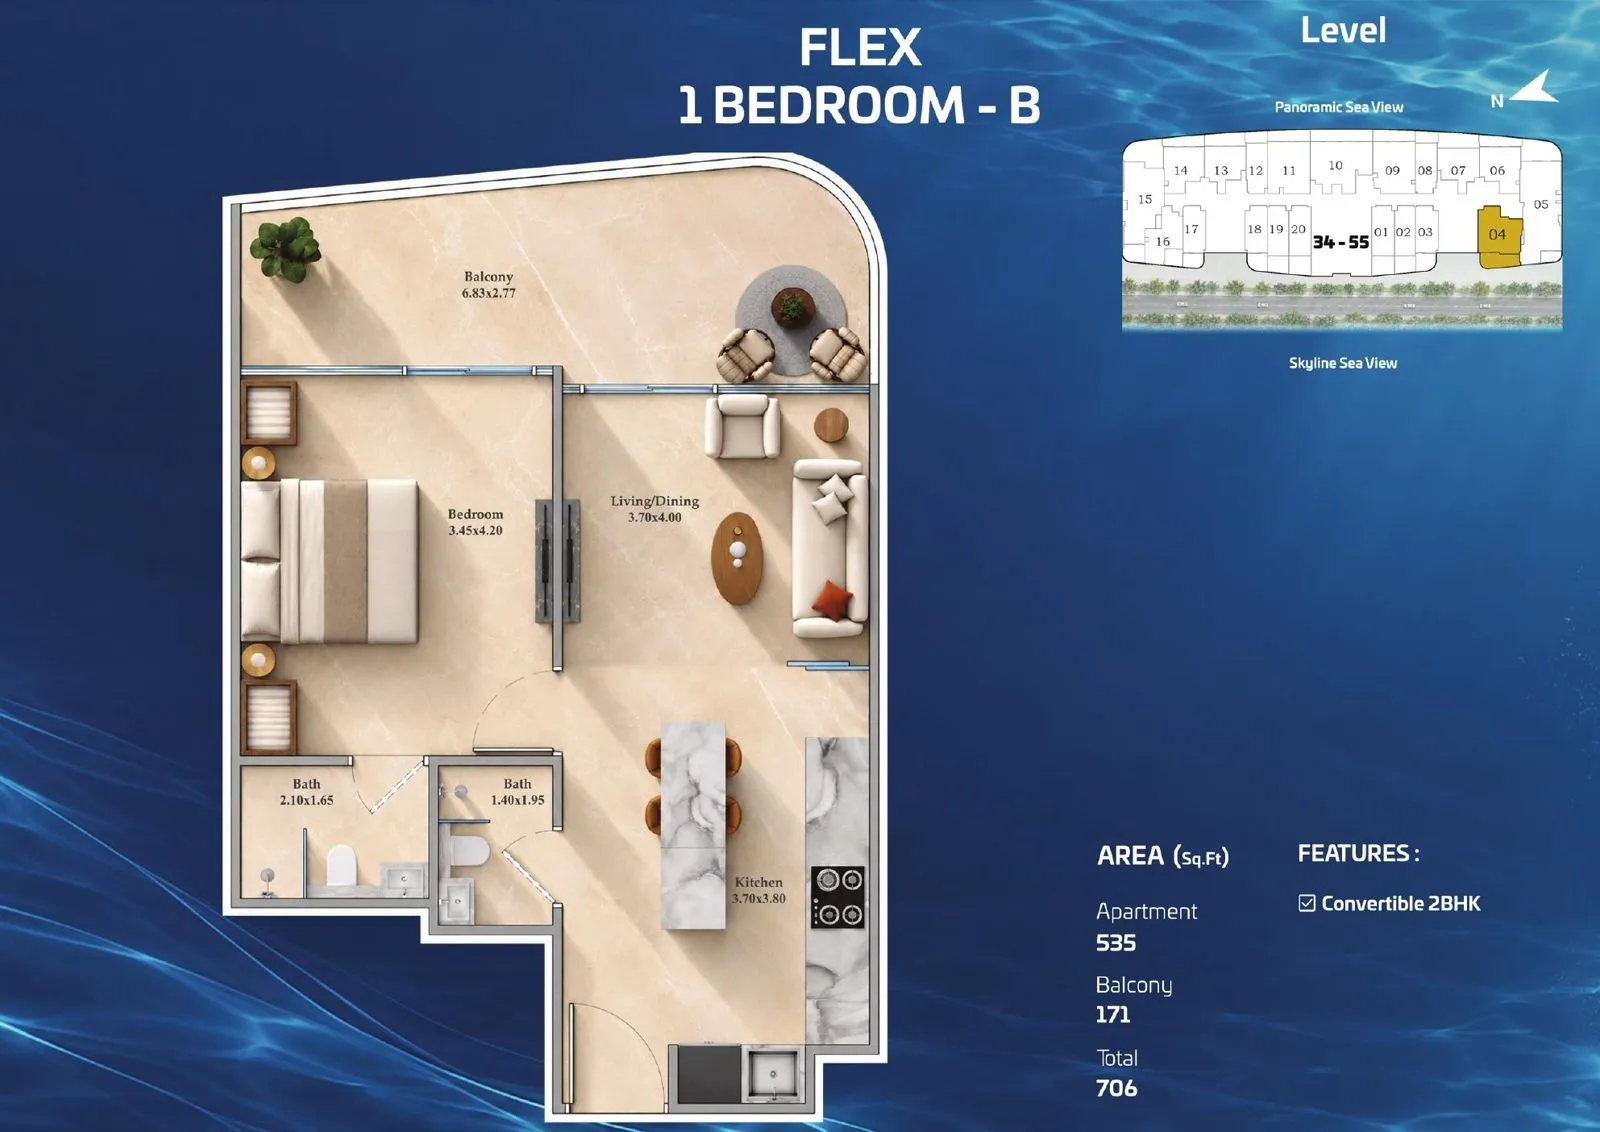 FLEX
1 BEDROOM - B
Level
Panoramic Sea View
N
14
13
12
11
10
09
08
07
06
15
05
16
17
18
19
20
34 - 55
01
02
03
04
Skyline Sea View
Balcony
6.83x2.77
Bedroom
3.45x4.20
Living/Dining
3.70x4.00
Bath
2.10x1.65
Bath
1.40x1.95
Kitchen
3.70x3.80
AREA (Sq.Ft)
Apartment
535
Balcony
171
Total
706
FEATURES :
Convertible 2BHK